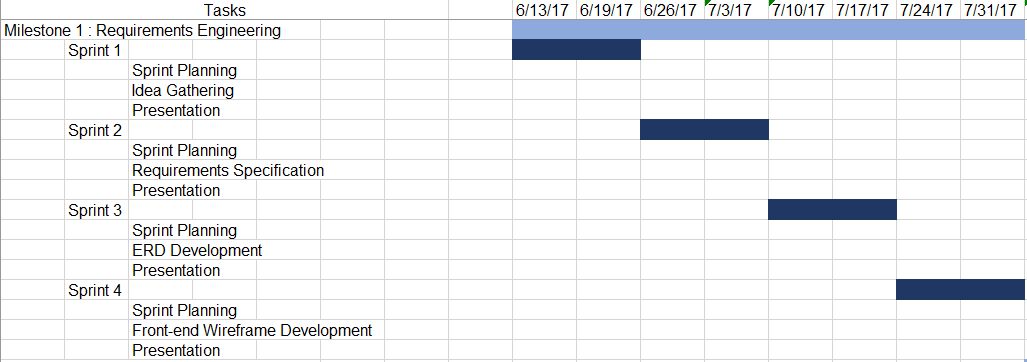 Tasks 6/13/17 6/19/17 6/26/17 7/3/17 7/10/17 7/17/17 7/24/17 7/31/17
Milestone 1 : Requirements Engineering
Sprint 1
Sprint Planning
Idea Gathering
Presentation
Sprint 2
Sprint Planning
Requirements Specification
Presentation
Sprint 3
Sprint Planning
ERD Development
Presentation
Sprint 4
Sprint Planning
Front-end Wireframe Development
Presentation